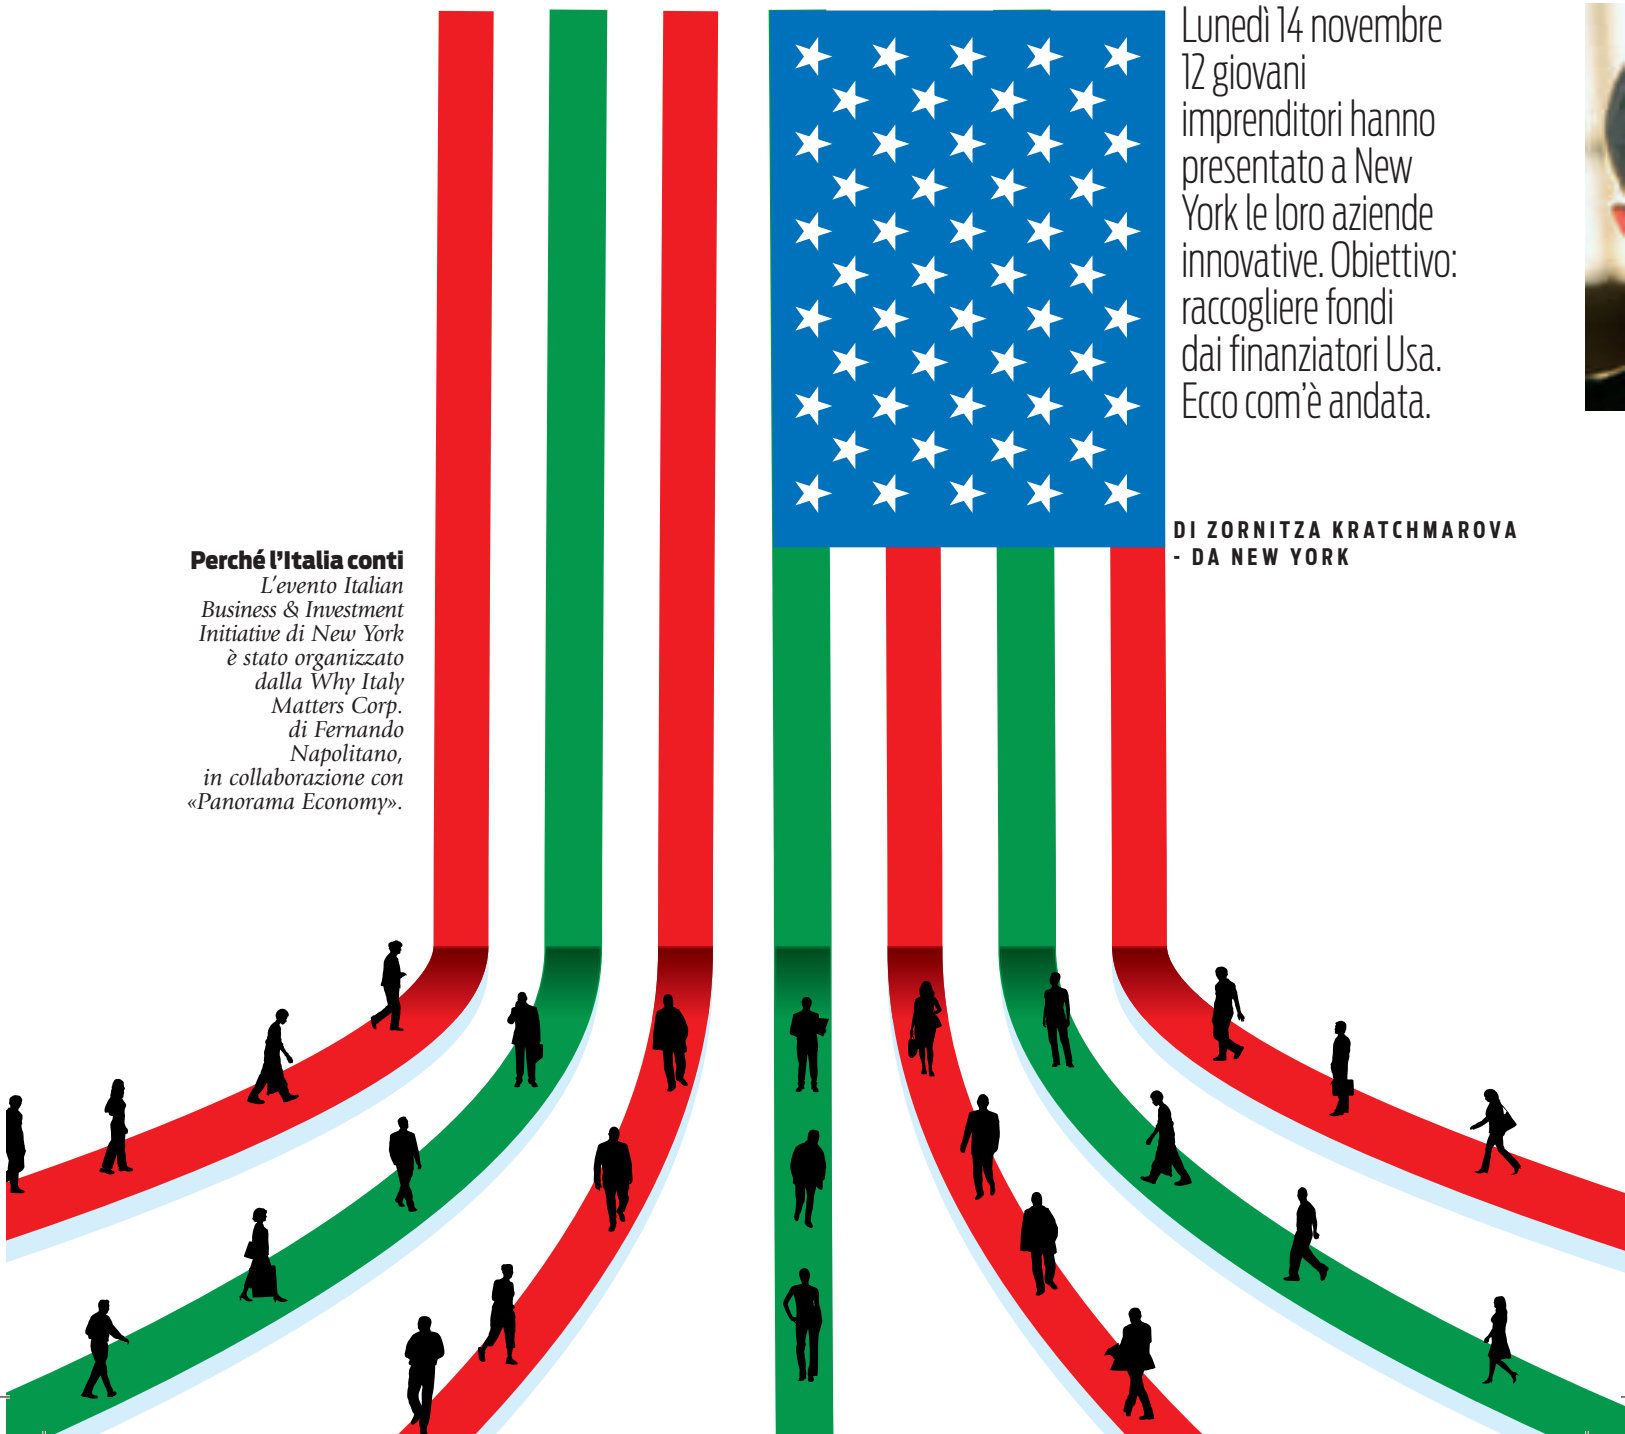 Lunedì 14 novembre
12 giovani
imprenditori hanno
presentato a New
York le loro aziende
innovative. Obiettivo:
raccogliere fondi
dai finanziatori Usa.
Ecco com'è andata.
DI ZORNITZA KRATCHMAROVA
- DA NEW YORK
Perché l'Italia conti
L'evento Italian
Business & Investment
Initiative di New York
è stato organizzato
dalla Why Italy
Matters Corp.
di Fernando
Napolitano,
in collaborazione con
«Panorama Economy».